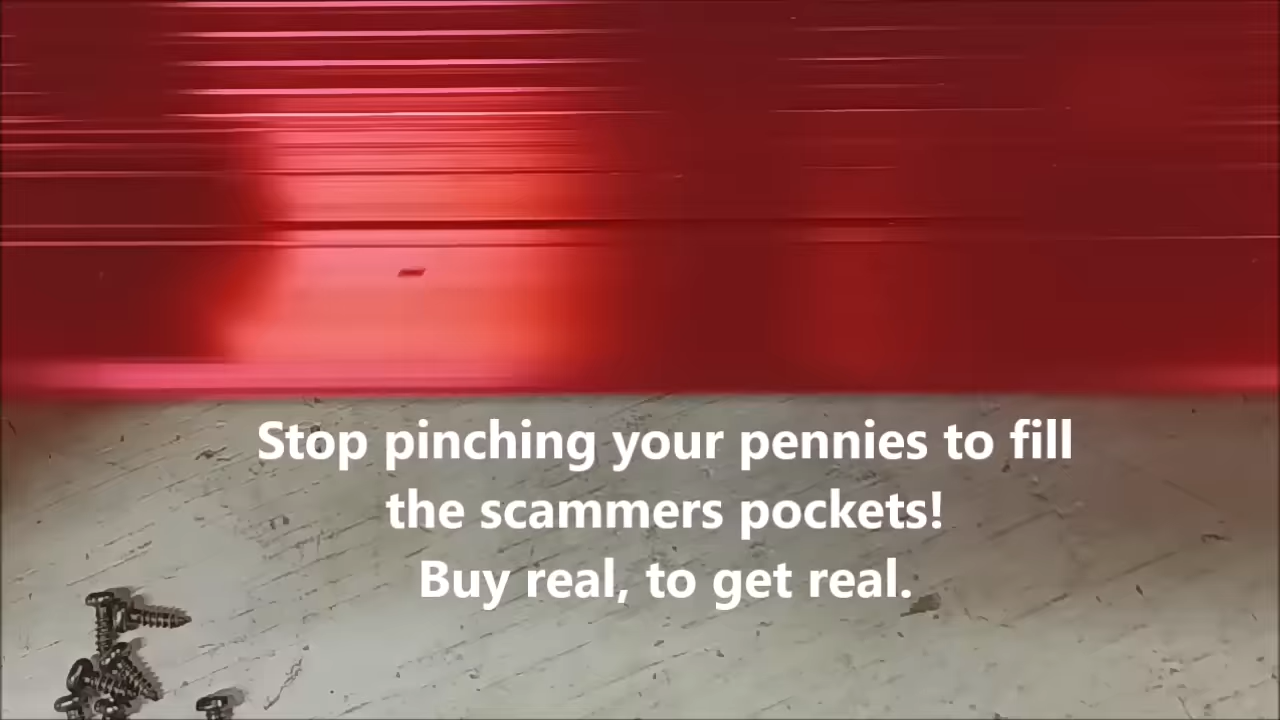 Stop pinching your pennies to fill
the scammers pockets!
Buy real, to get real.